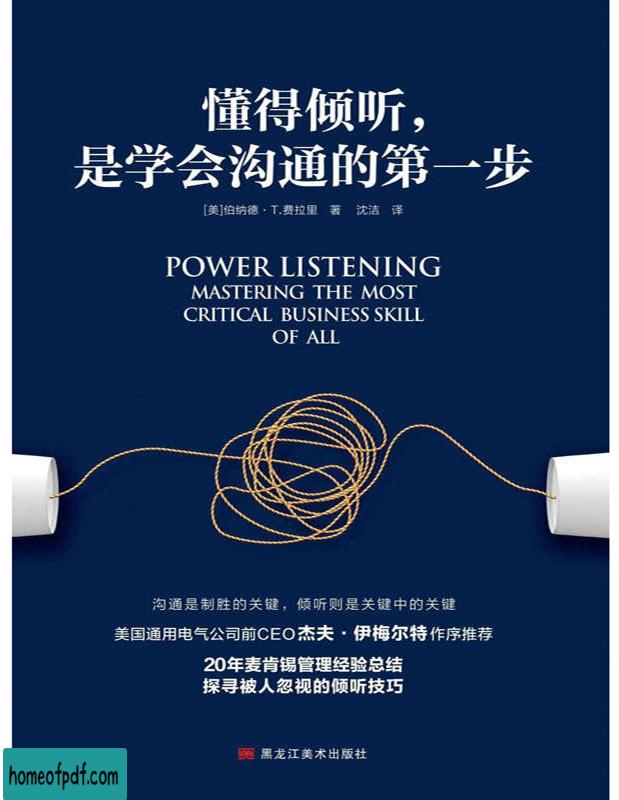 懂得倾听，
是学会沟通的第一步
[美]伯纳德·T.费拉里 著 沈洁 译
POWER LISTENING
MASTERING THE MOST
CRITICAL BUSINESS SKILL
OF ALL
沟通是制胜的关键，倾听则是关键中的关键
美国通用电气公司前CEO杰夫·伊梅尔特作序推荐
20年麦肯锡管理经验总结
探寻被人忽视的倾听技巧
黑龙江美术出版社
homeofpdf.com